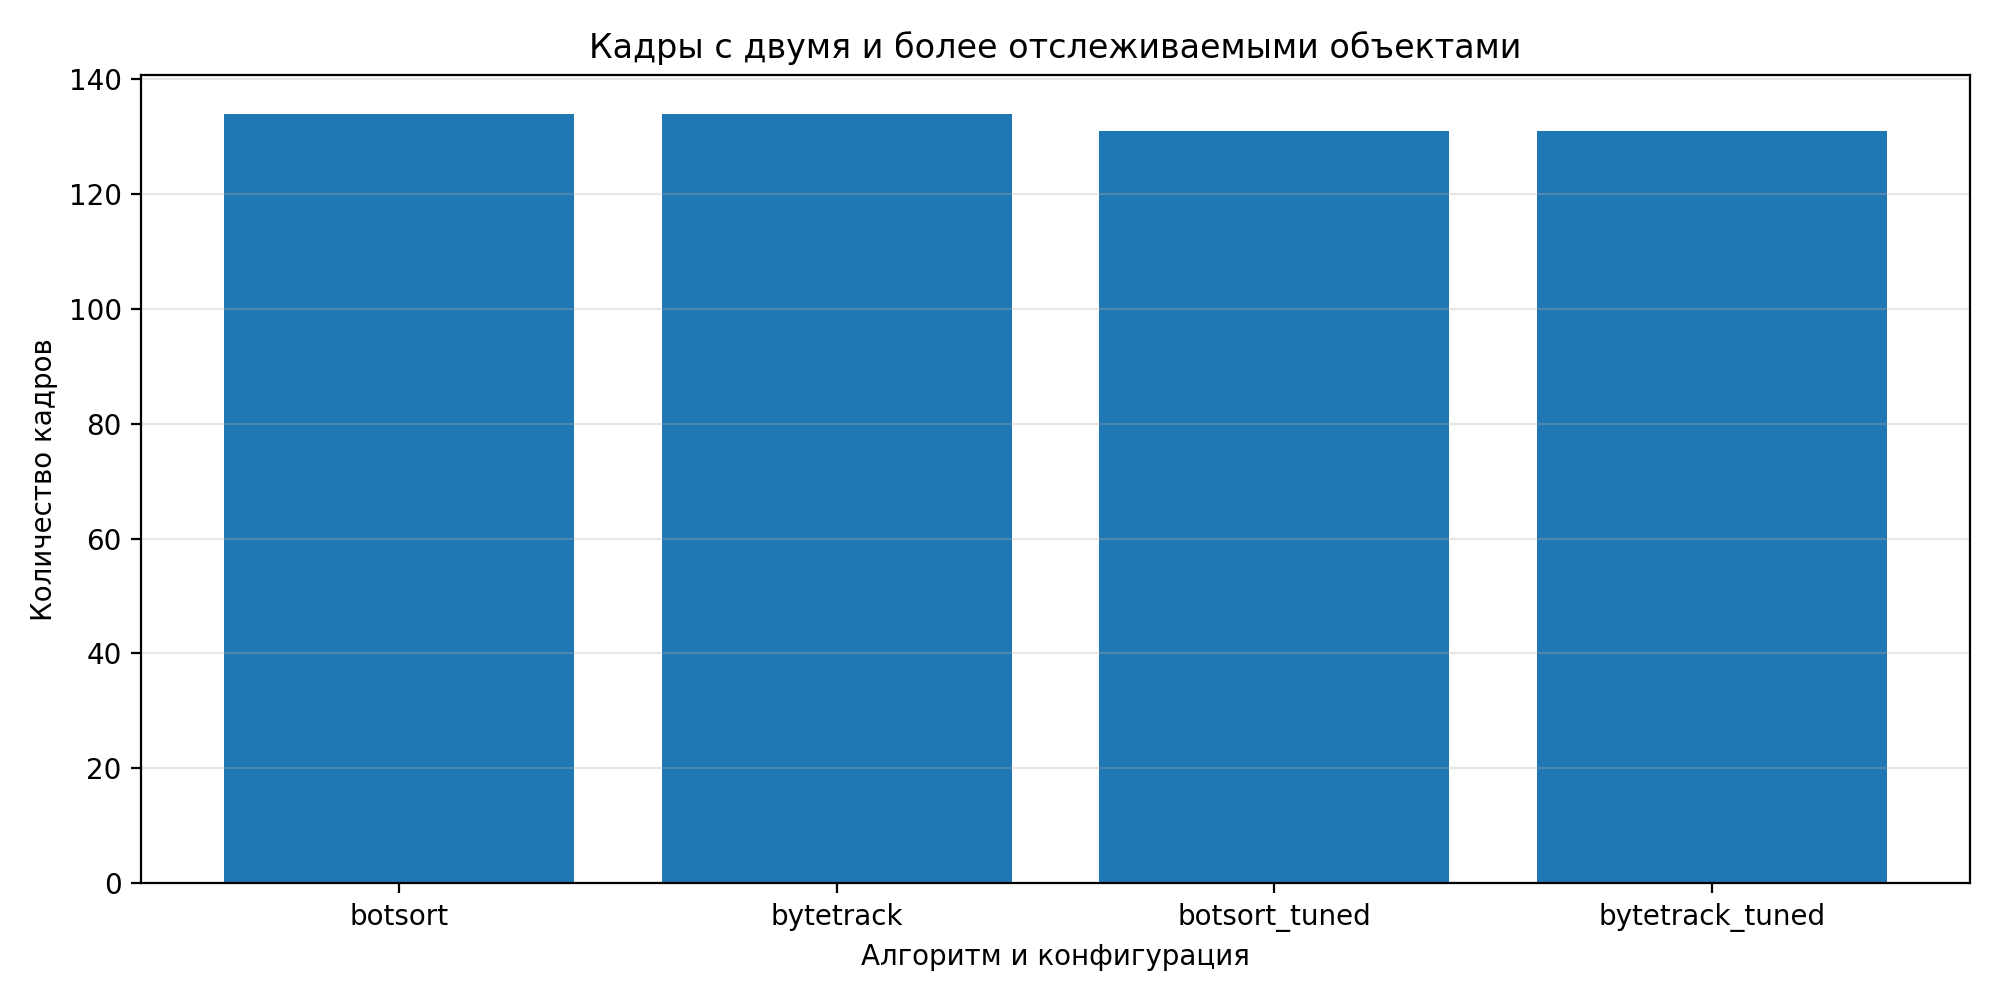 Кадры с двумя и более отслеживаемыми объектами
140
120
100
80
60
40
20
0
Количество кадров
botsort
bytetrack
botsort_tuned
bytetrack_tuned
Алгоритм и конфигурация